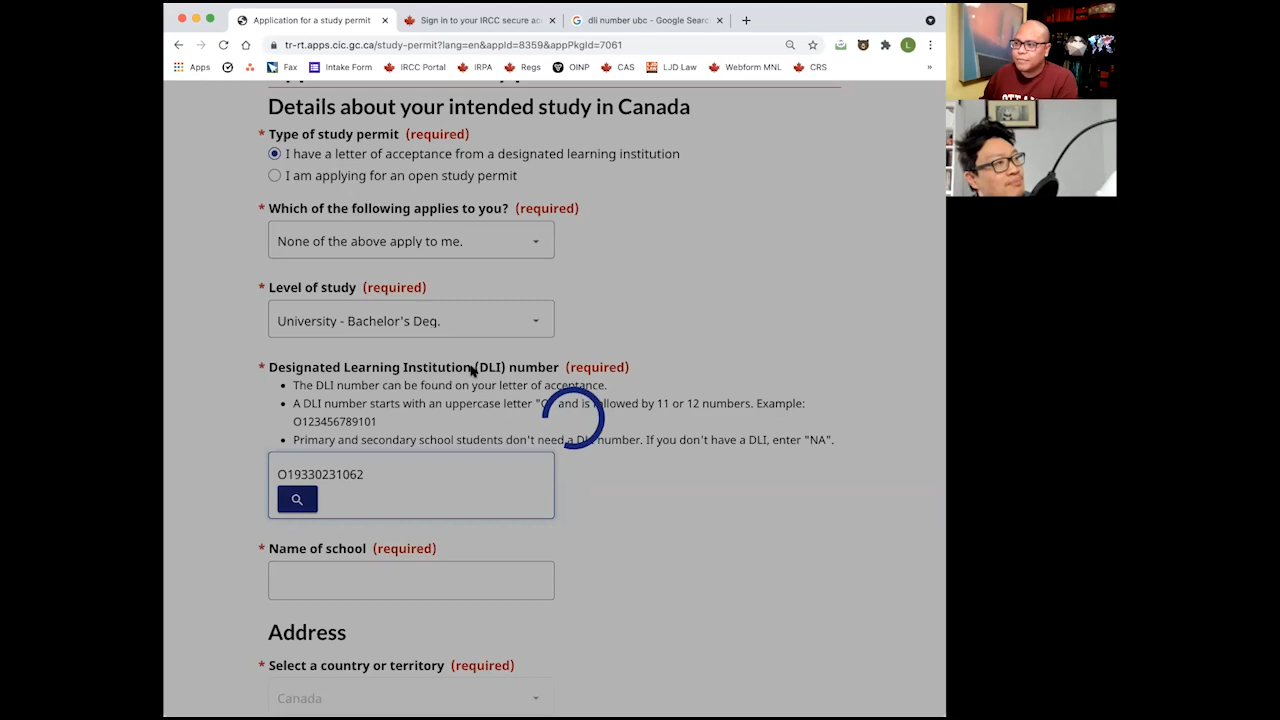 Application for a study permit
Sign in to your IRCC secure acc
dli number ubc - Google Searc
tr-rt.apps.cic.gc.ca/study-permit?lang=en&appId=8359&appPkgId=7061
L
Apps Fax Intake Form IRCC Portal IRPA Regs OINP CAS LJD Law Webform MNL CRS »
Details about your intended study in Canada
* Type of study permit (required)
I have a letter of acceptance from a designated learning institution
I am applying for an open study permit
* Which of the following applies to you? (required)
None of the above apply to me.
* Level of study (required)
University - Bachelor's Deg.
* Designated Learning Institution (DLI) number (required)
• The DLI number can be found on your letter of acceptance.
• A DLI number starts with an uppercase letter "O" and is followed by 11 or 12 numbers. Example:
O123456789101
• Primary and secondary school students don't need a DLI number. If you don't have a DLI, enter "NA".
O19330231062
* Name of school (required)
Address
* Select a country or territory (required)
Canada